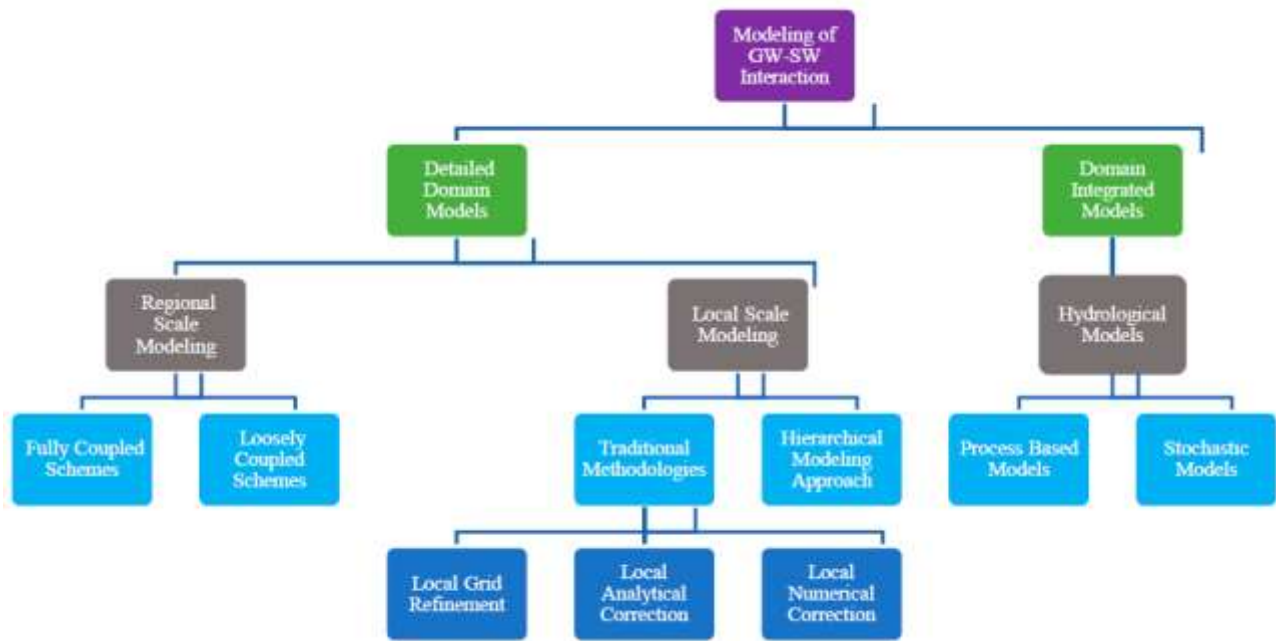 Modeling of
GW-SW
Interaction
Detailed
Domain
Models
Domain
Integrated
Models
Regional
Scale
Modeling
Local Scale
Modeling
Hydrological
Models
Fully Coupled
Schemes
Loosely
Coupled
Schemes
Traditional
Methodologies
Hierarchical
Modeling
Approach
Process Based
Models
Stochastic
Models
Local Grid
Refinement
Local
Analytical
Correction
Local
Numerical
Correction